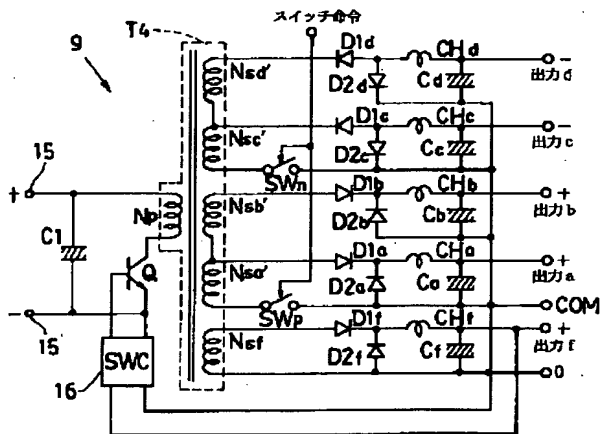 スイッチ命令
T4
9
Nsd'
D1d
CHd
−
D2d
Cd
出力d
Nsc'
D1c
CHc
−
D2c
Cc
出力c
SWn
15
+
Np
Nsb'
D1b
CHb
+
D2b
Cb
出力b
C1
Q
Nsa'
D1a
CHa
+
D2a
Ca
出力a
−
15
SWp
COM
16
SWC
Nsf
D1f
CHf
+
D2f
Cf
出力f
0